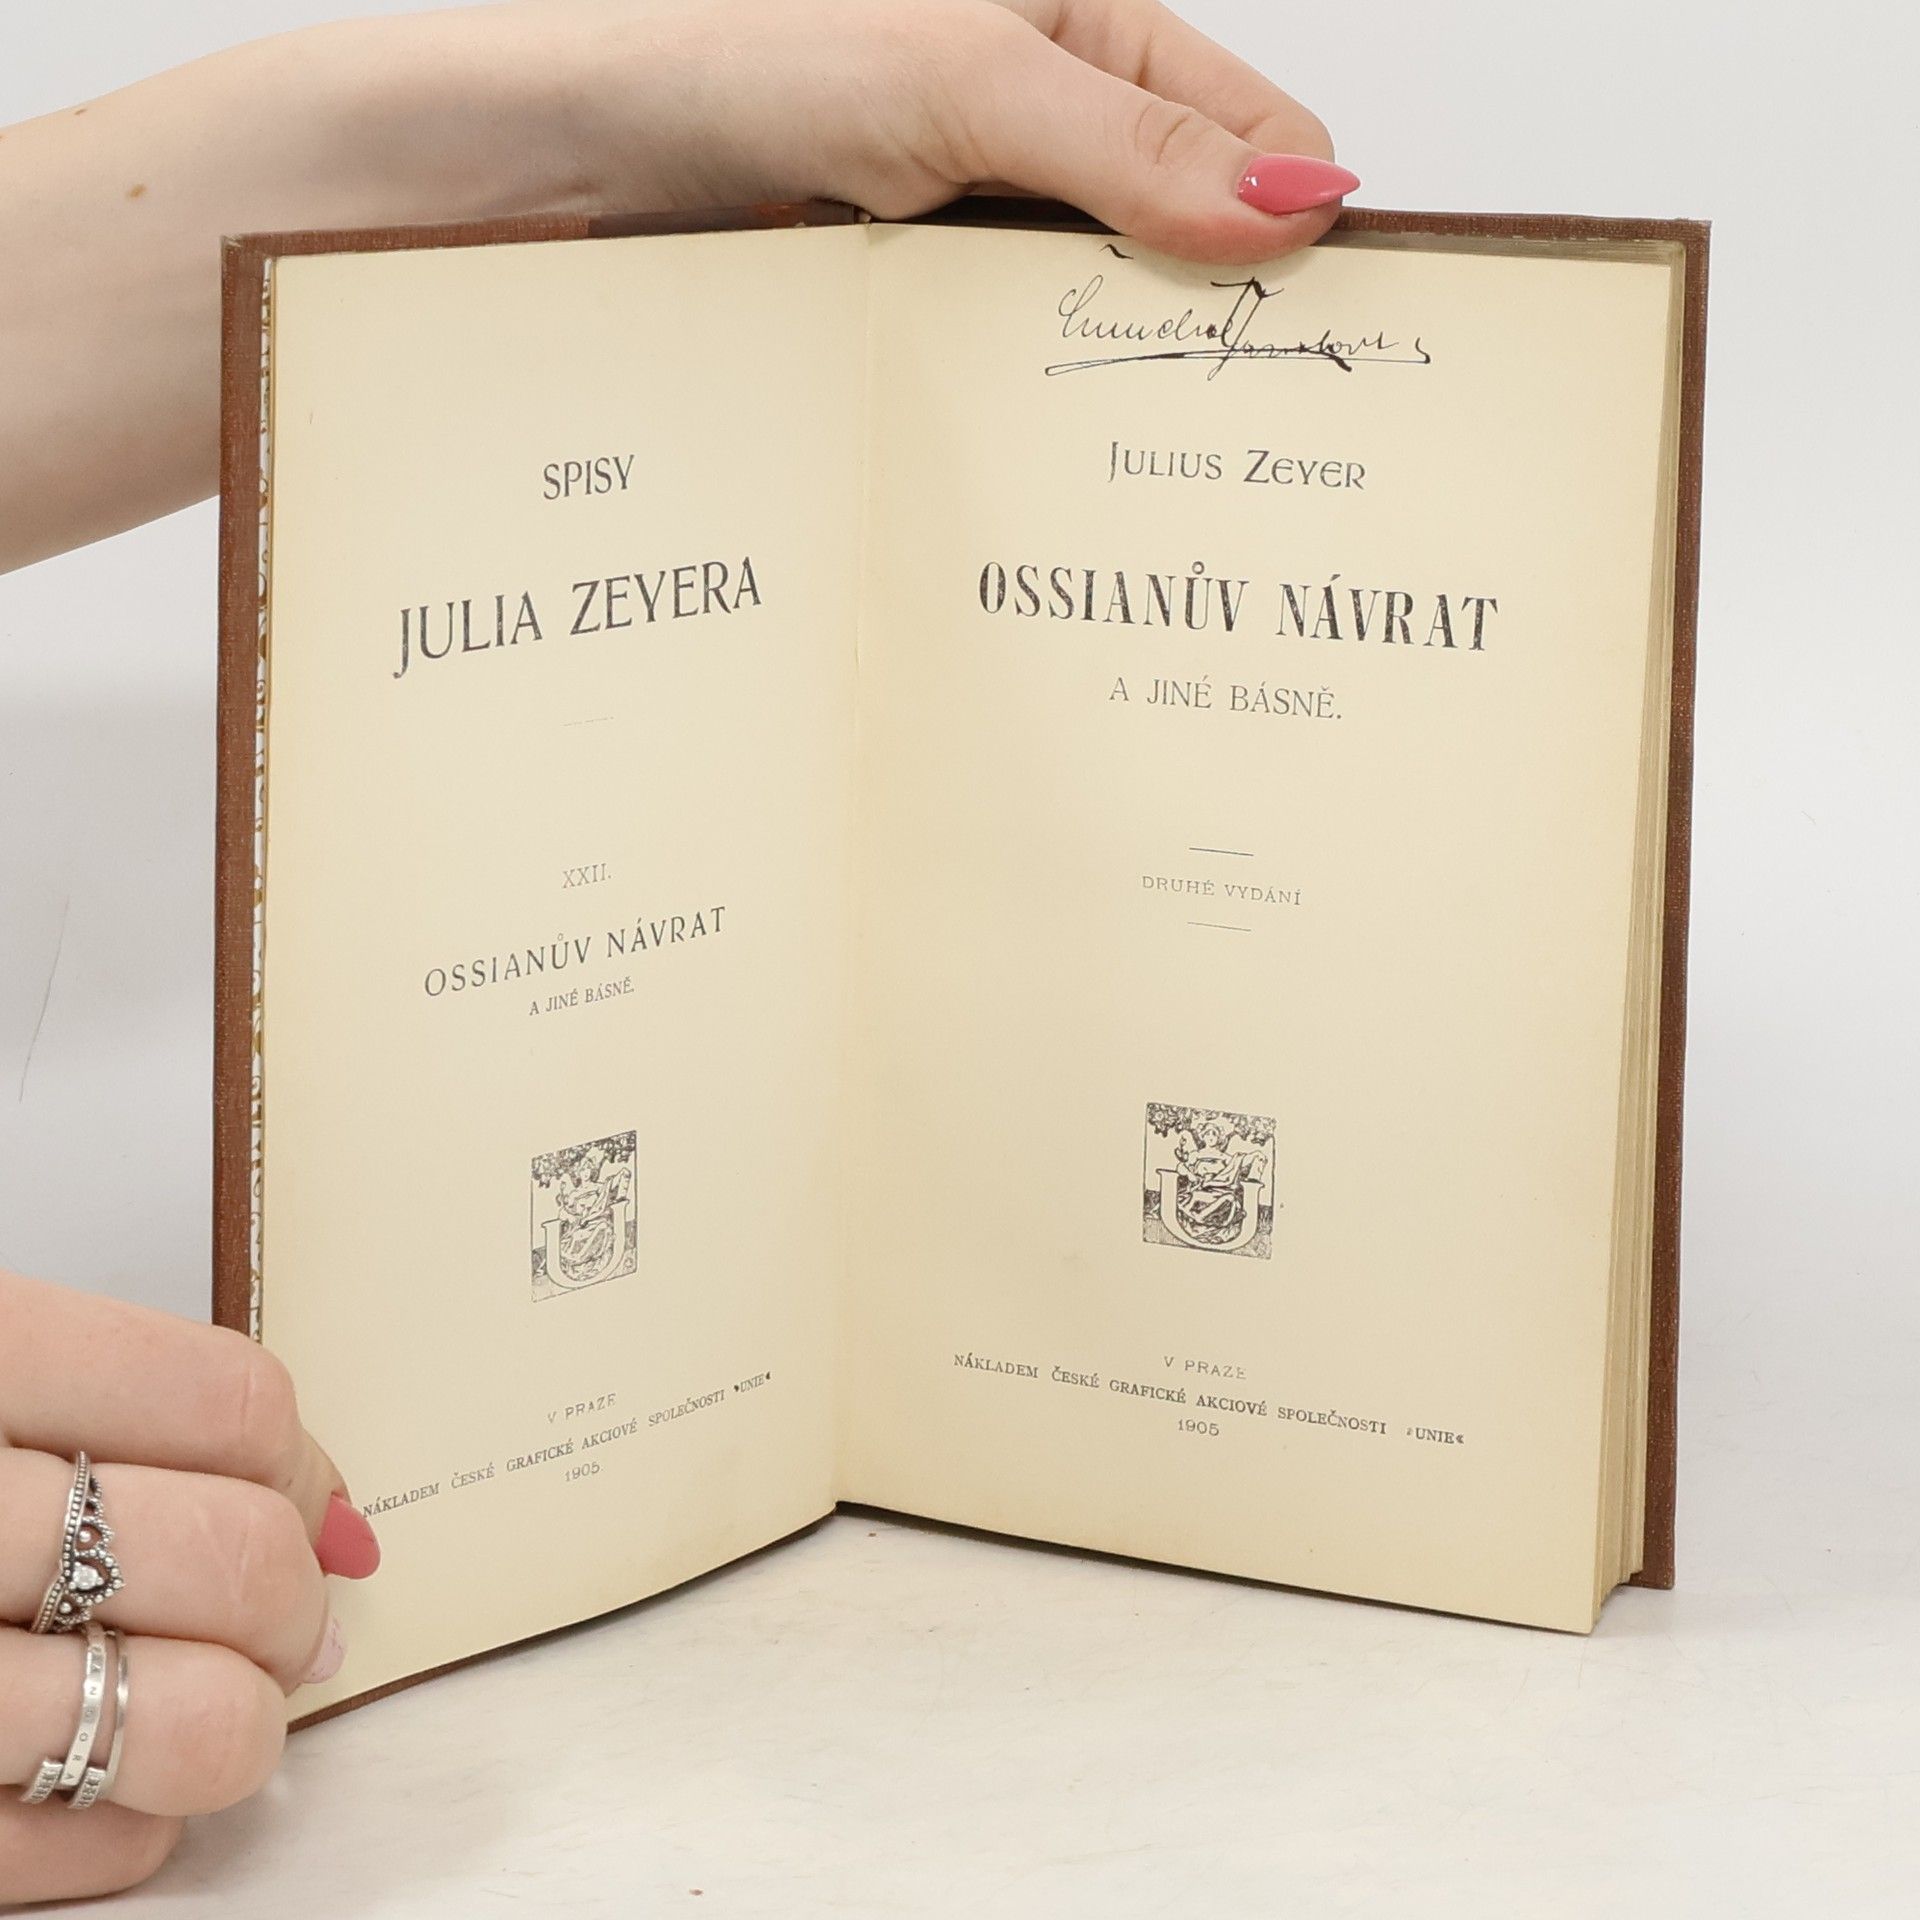 SPISY
JULIA ZEYERA
XXII.
OSSIANŮV NÁVRAT
A JINÉ BÁSNĚ.
U
V PRAZE
NÁKLADEM ČESKÉ GRAFICKÉ AKCIOVÉ SPOLEČNOSTI »UNIE«
1905.
JULIUS ZEYER
OSSIANŮV NÁVRAT
A JINÉ BÁSNĚ.
DRUHÉ VYDÁNÍ
U
V PRAZE
NÁKLADEM ČESKÉ GRAFICKÉ AKCIOVÉ SPOLEČNOSTI »UNIE«
1905
PANDORA